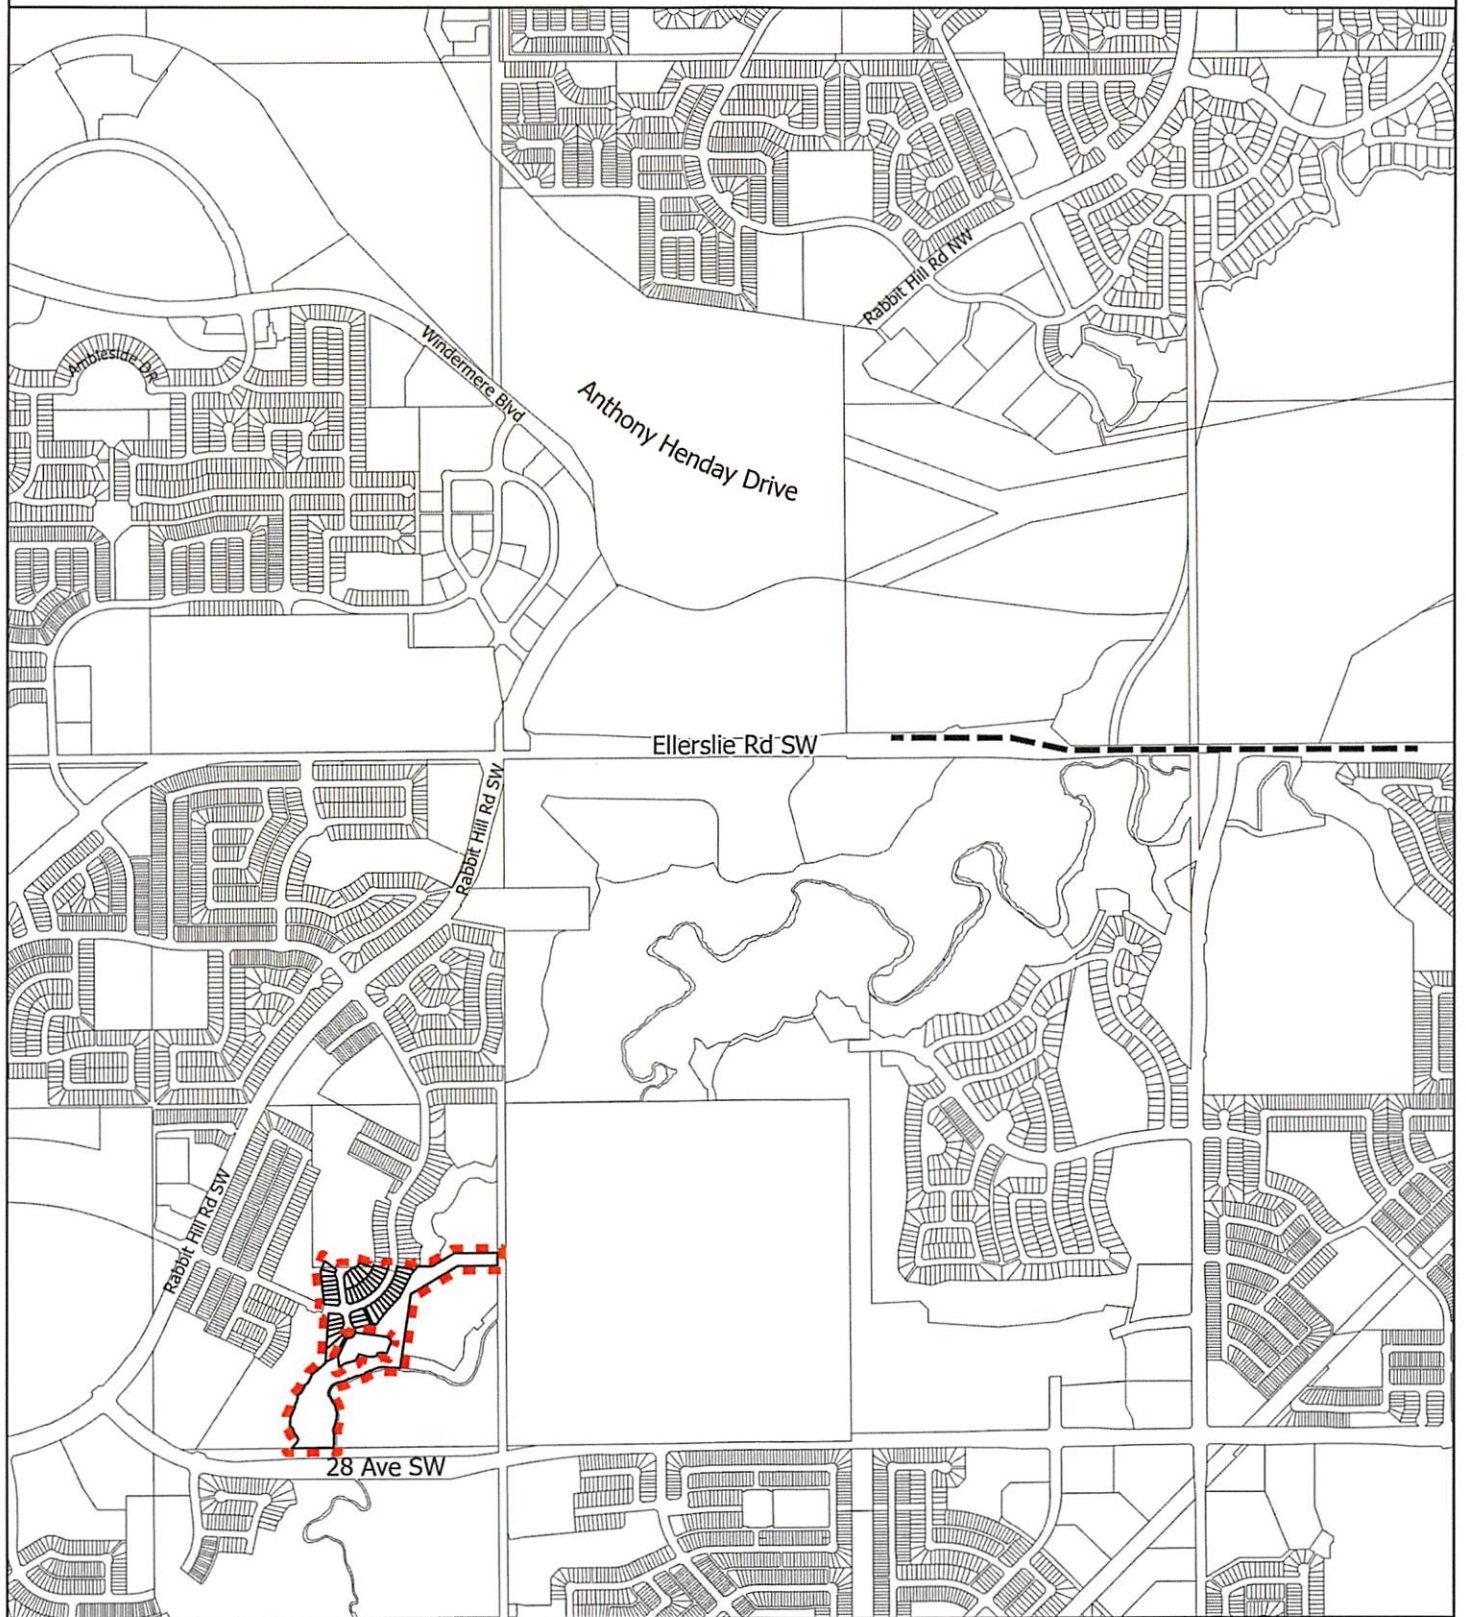 Rabbit Hill Rd NW
Ambleside DR
Windermere Blvd
Anthony Henday Drive
Ellerslie Rd SW
Rabbit Hill Rd SW
Rabbit Hill Rd SW
28 Ave SW